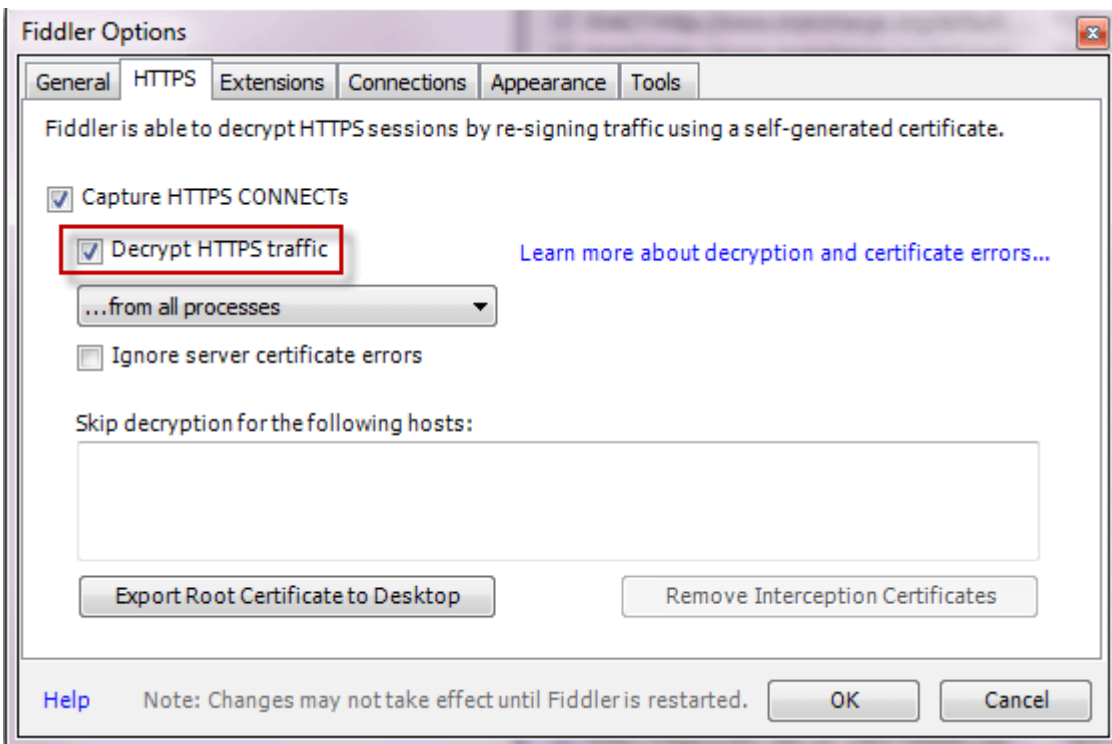 Fiddler Options
General HTTPS Extensions Connections Appearance Tools
Fiddler is able to decrypt HTTPS sessions by re-signing traffic using a self-generated certificate.
Capture HTTPS CONNECTs
Decrypt HTTPS traffic Learn more about decryption and certificate errors...
...from all processes
Ignore server certificate errors
Skip decryption for the following hosts:
Export Root Certificate to Desktop Remove Interception Certificates
Help Note: Changes may not take effect until Fiddler is restarted. OK Cancel